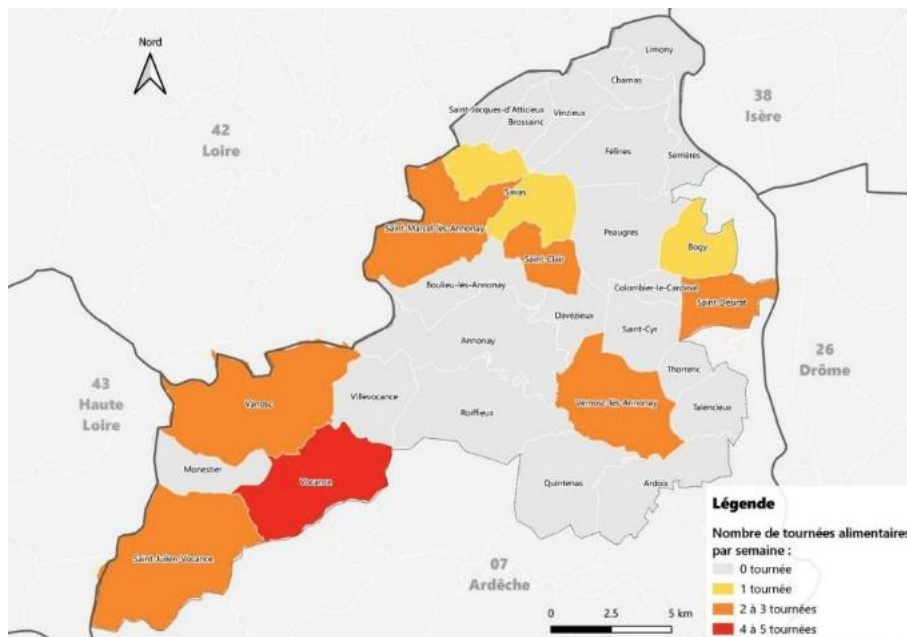 Nord
Limony
Charnas
Saint-Jacques-d'Atticieux
Vinzieux
Brossainc
38
Isère
42
Loire
Félines
Serrières
Savas
Saint-Marcel-lès-Annonay
Peaugres
Bogy
Saint-Clair
Boulieu-lès-Annonay
Colombier-le-Cardinal
Saint-Désirat
Davézieux
Saint-Cyr
Annonay
26
Drôme
Thorrenc
43
Haute
Loire
Vanosc
Villevocance
Roiffieux
Vernosc-lès-Annonay
Talencieux
Monestier
Vocance
Quintenas
Ardoix
Saint-Julien-Vocance
07
Ardèche
Légende
Nombre de tournées alimentaires
par semaine :
0 tournée
1 tournée
2 à 3 tournées
4 à 5 tournées
0 2.5 5 km